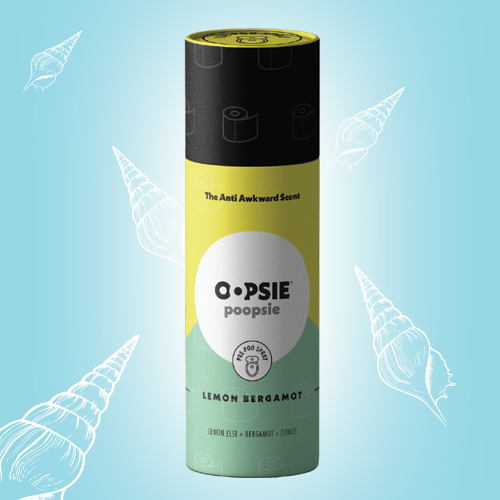 The Anti Awkward Scent
O•PSIE
poopsie
PRE POO SPRAY
LEMON BERGAMOT
LEMON ZEST + BERGAMOT + CITRUS